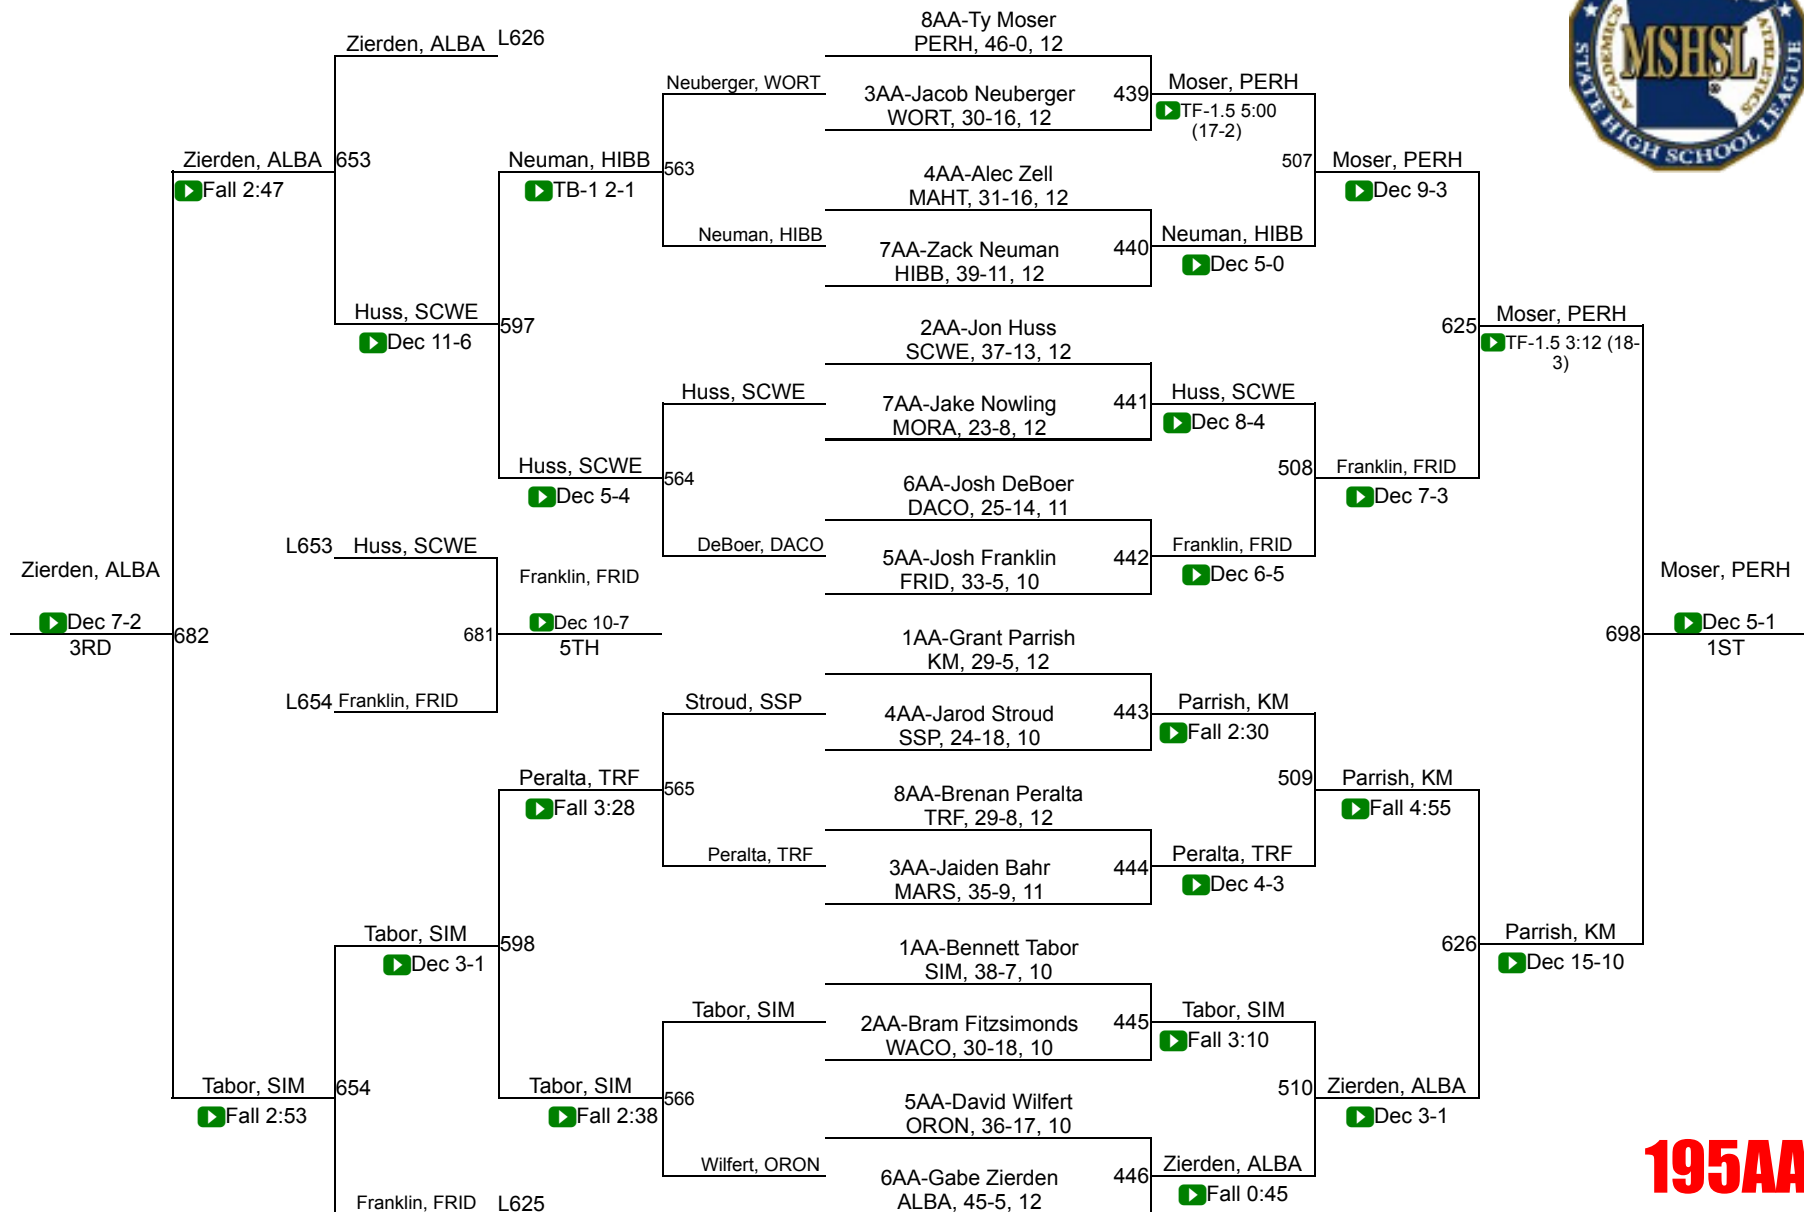 8AA-Ty Moser
PERH, 46-0, 12
Zierden, ALBA L626
Neuberger, WORT
3AA-Jacob Neuberger 439
WORT, 30-16, 12
Moser, PERH
TF-1.5 5:00
(17-2)
MSHSL
ACADEMICS
ATHLETICS
STATE HIGH SCHOOL LEAGUE
Zierden, ALBA 653
Fall 2:47
Neuman, HIBB 563
TB-1 2-1
4AA-Alec Zell
MAHT, 31-16, 12
507 Moser, PERH
Dec 9-3
Neuman, HIBB
7AA-Zack Neuman 440
HIBB, 39-11, 12
Neuman, HIBB
Dec 5-0
Huss, SCWE 597
Dec 11-6
2AA-Jon Huss
SCWE, 37-13, 12
625 Moser, PERH
TF-1.5 3:12 (18-
3)
Huss, SCWE
7AA-Jake Nowling 441
MORA, 23-8, 12
Huss, SCWE
Dec 8-4
Huss, SCWE 564
Dec 5-4
6AA-Josh DeBoer
DACO, 25-14, 11
508 Franklin, FRID
Dec 7-3
L653 Huss, SCWE
DeBoer, DACO
5AA-Josh Franklin 442
FRID, 33-5, 10
Franklin, FRID
Dec 6-5
Zierden, ALBA
Dec 7-2
3RD
682
681
Franklin, FRID
Dec 10-7
5TH
1AA-Grant Parrish
KM, 29-5, 12
698
Moser, PERH
Dec 5-1
1ST
L654 Franklin, FRID
Stroud, SSP
4AA-Jarod Stroud 443
SSP, 24-18, 10
Parrish, KM
Fall 2:30
Peralta, TRF 565
Fall 3:28
8AA-Brenan Peralta
TRF, 29-8, 12
509 Parrish, KM
Fall 4:55
Peralta, TRF
3AA-Jaiden Bahr 444
MARS, 35-9, 11
Peralta, TRF
Dec 4-3
Tabor, SIM 598
Dec 3-1
1AA-Bennett Tabor
SIM, 38-7, 10
626 Parrish, KM
Dec 15-10
Tabor, SIM
2AA-Bram Fitzsimonds 445
WACO, 30-18, 10
Tabor, SIM
Fall 3:10
Tabor, SIM 654
Fall 2:53
Tabor, SIM 566
Fall 2:38
5AA-David Wilfert
ORON, 36-17, 10
510 Zierden, ALBA
Dec 3-1
Wilfert, ORON
6AA-Gabe Zierden 446
ALBA, 45-5, 12
Zierden, ALBA
Fall 0:45
Franklin, FRID L625
195AA